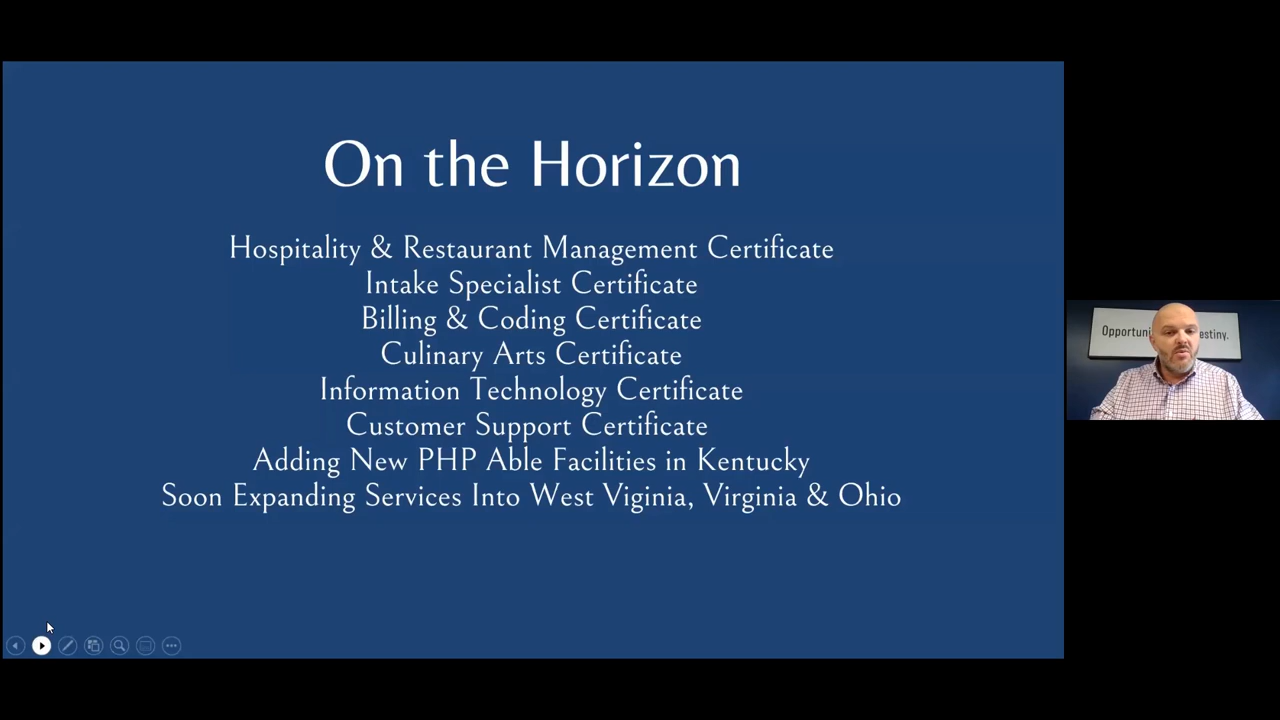 On the Horizon
Hospitality & Restaurant Management Certificate
Intake Specialist Certificate
Billing & Coding Certificate
Culinary Arts Certificate
Information Technology Certificate
Customer Support Certificate
Adding New PHP Able Facilities in Kentucky
Soon Expanding Services Into West Viginia, Virginia & Ohio